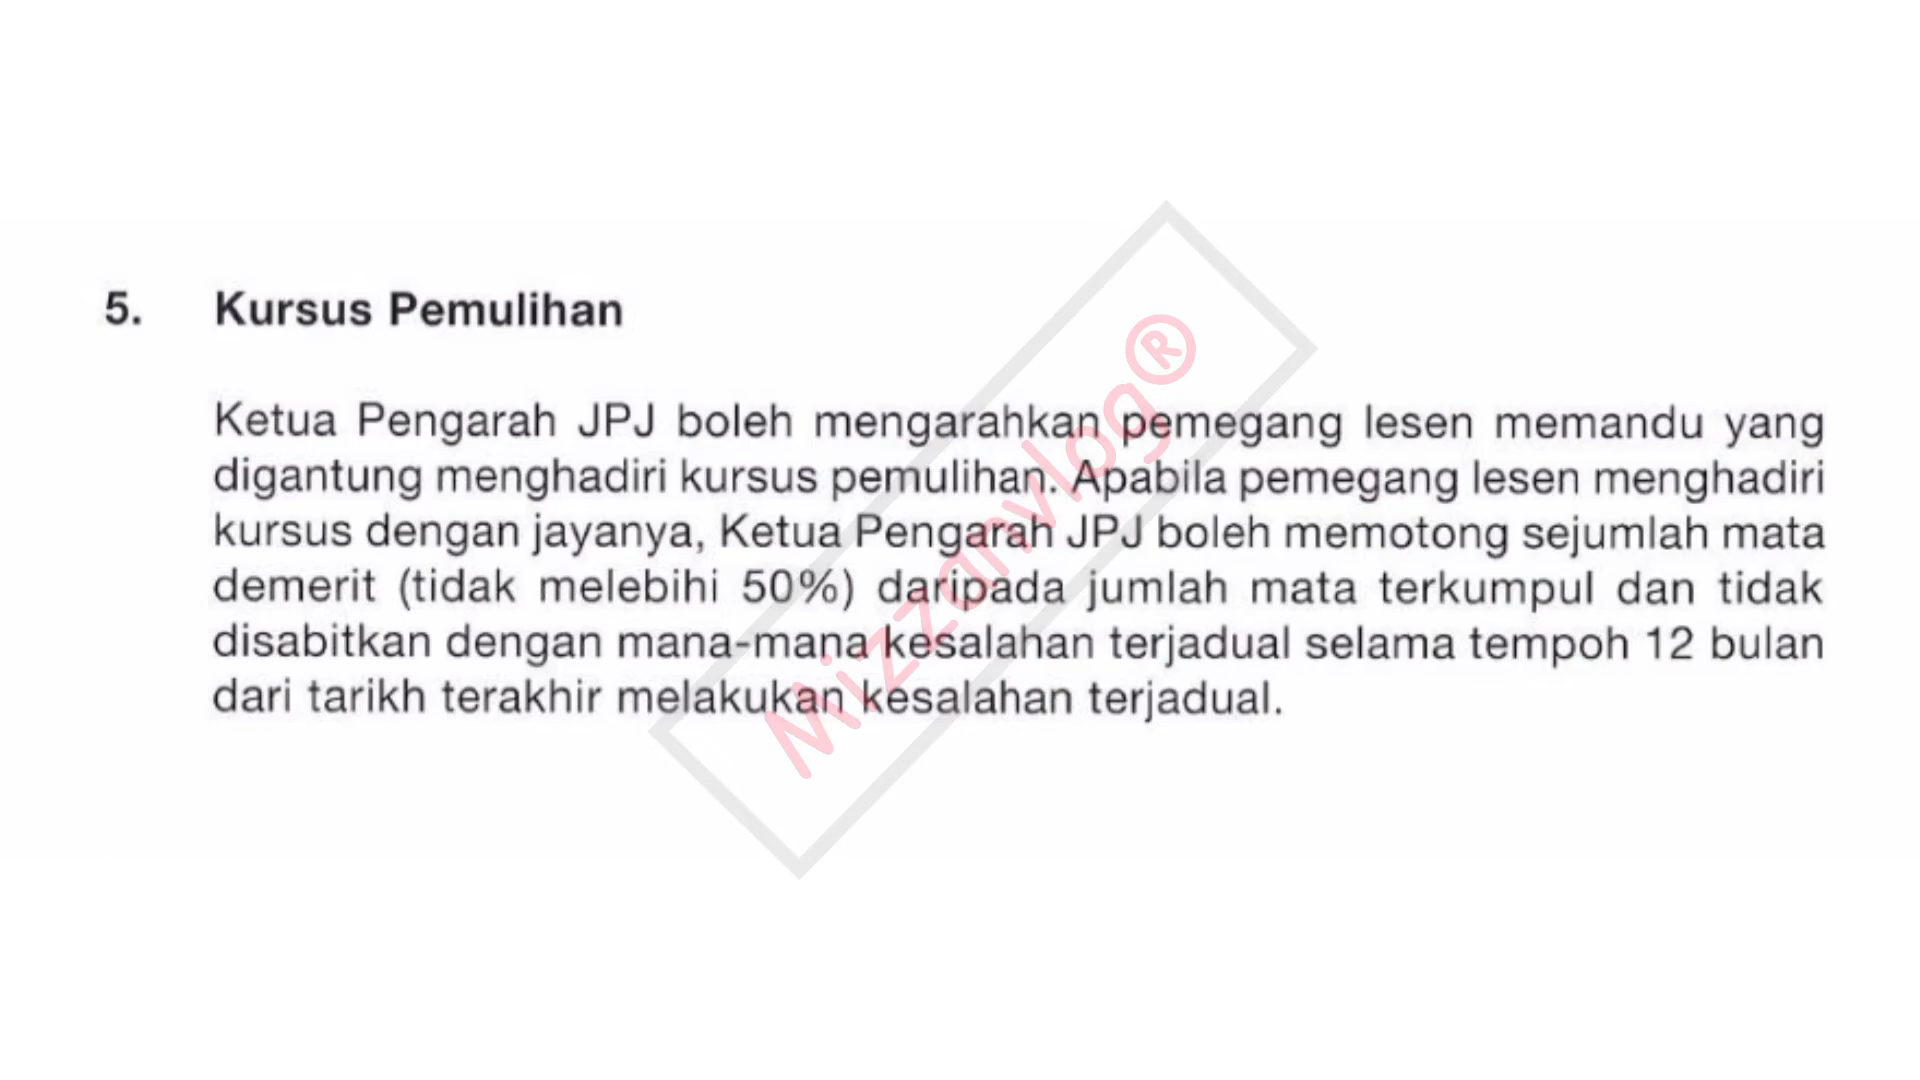 5. Kursus Pemulihan
Ketua Pengarah JPJ boleh mengarahkan pemegang lesen memandu yang
digantung menghadiri kursus pemulihan. Apabila pemegang lesen menghadiri
kursus dengan jayanya, Ketua Pengarah JPJ boleh memotong sejumlah mata
demerit (tidak melebihi 50%) daripada jumlah mata terkumpul dan tidak
disabitkan dengan mana-mana kesalahan terjadual selama tempoh 12 bulan
dari tarikh terakhir melakukan kesalahan terjadual.
Mizzanvlog®